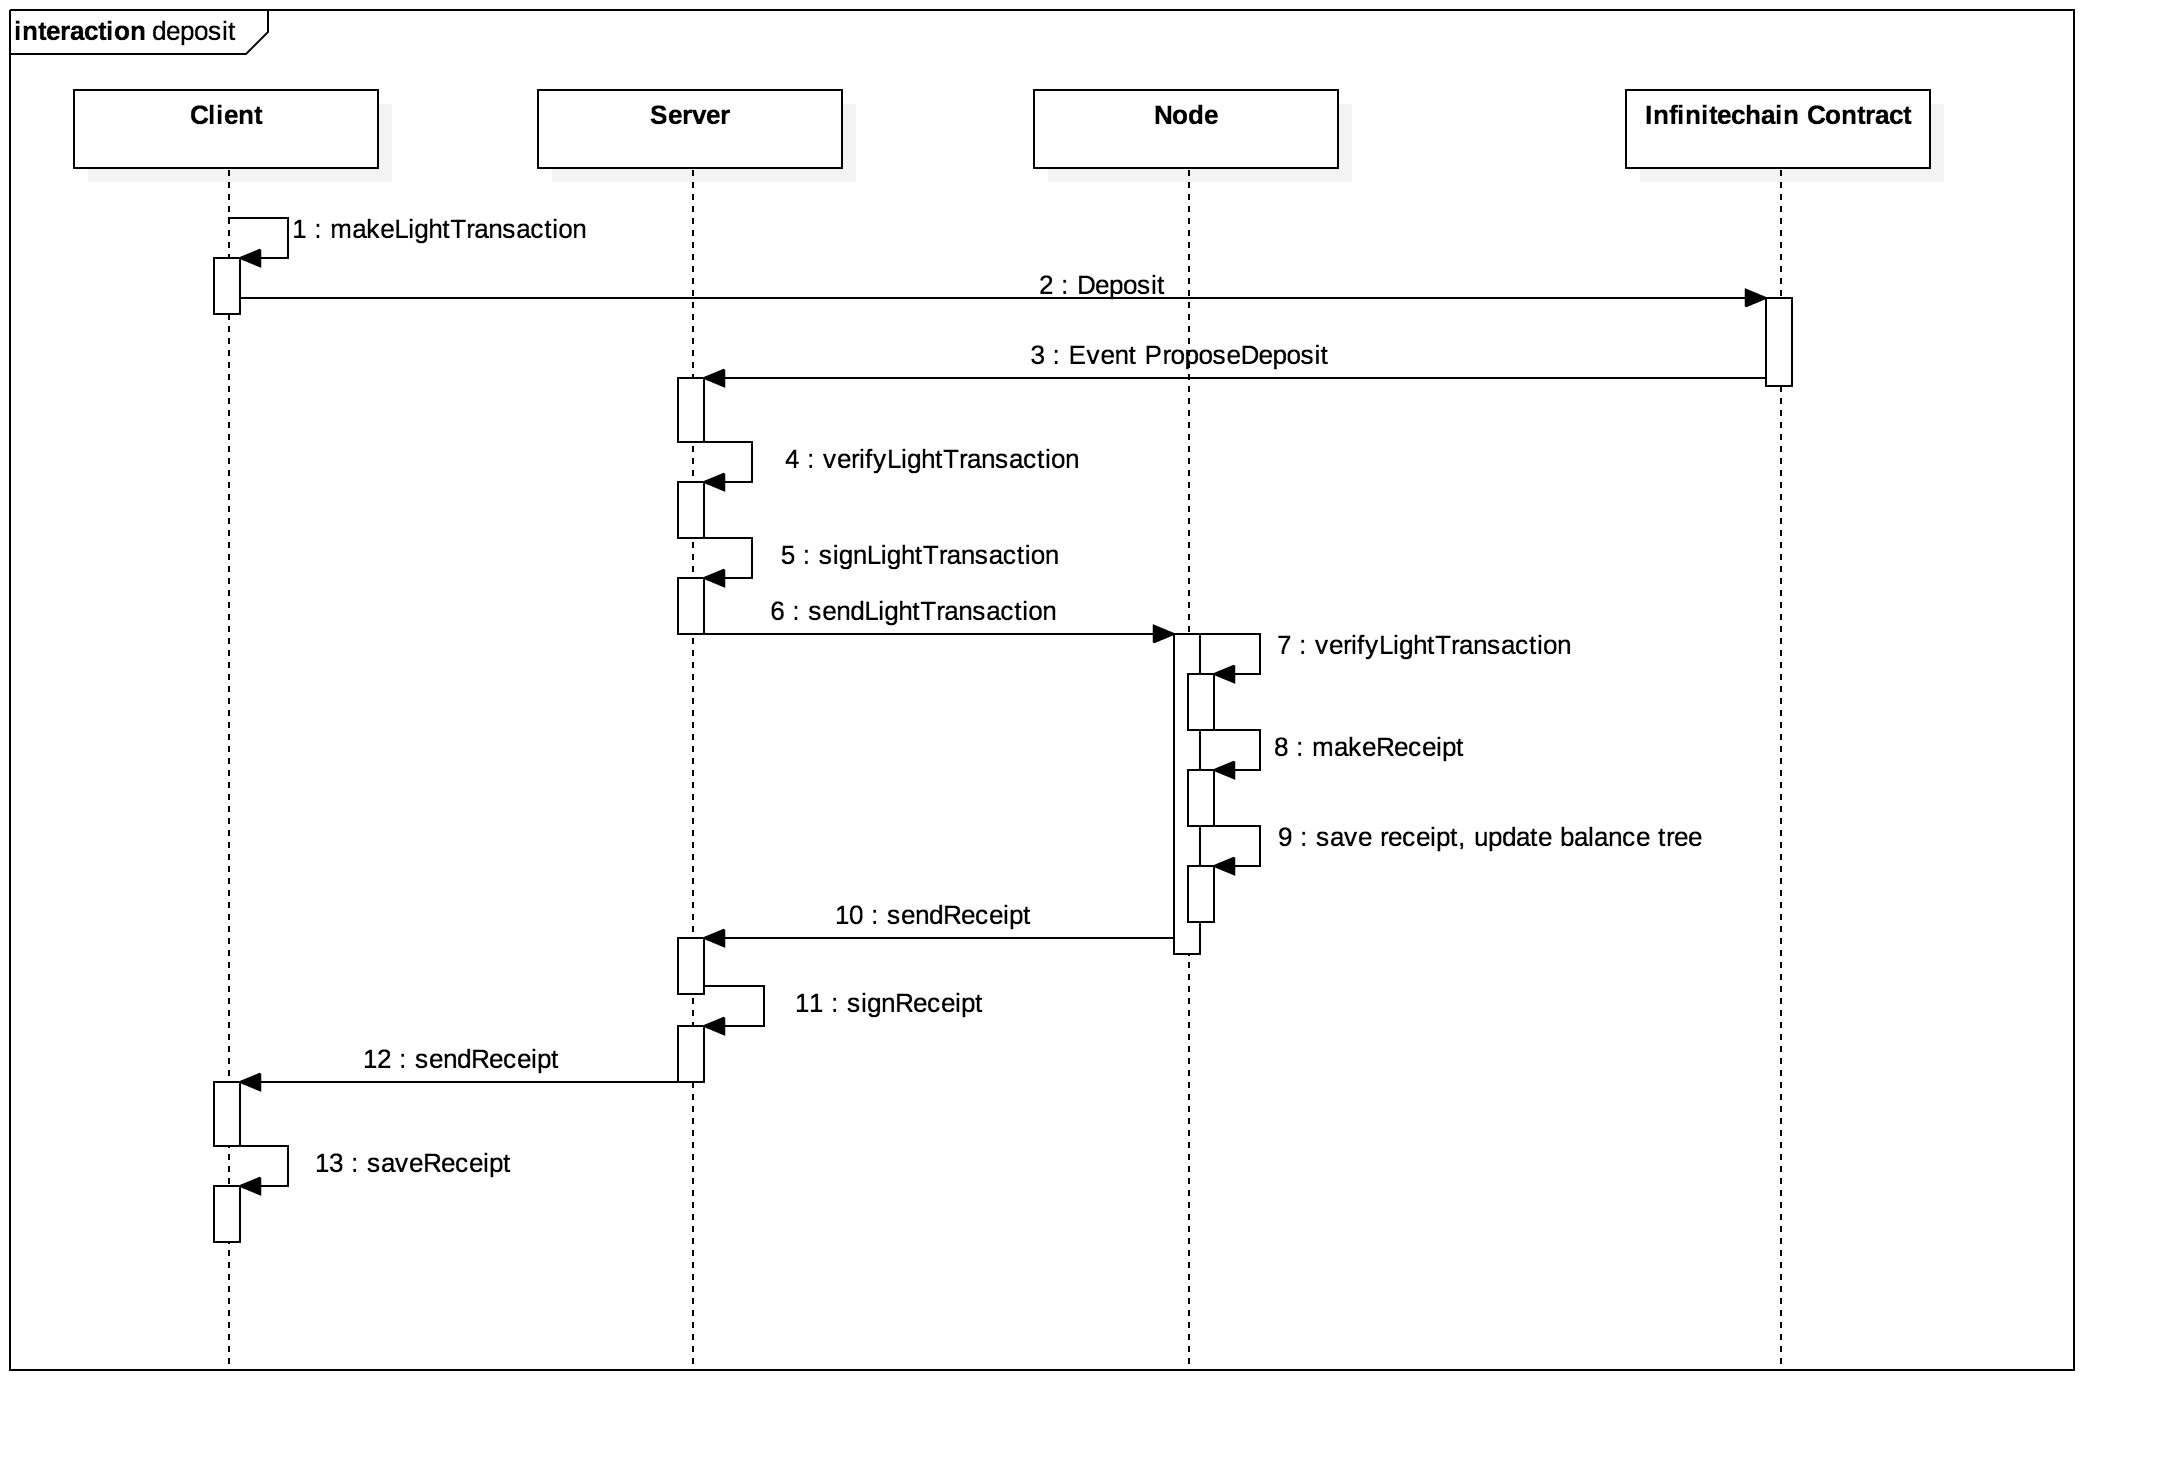 interaction deposit
Client
Server
Node
Infinitechain Contract
1 : makeLightTransaction
2 : Deposit
3 : Event ProposeDeposit
4 : verifyLightTransaction
5 : signLightTransaction
6 : sendLightTransaction
7 : verifyLightTransaction
8 : makeReceipt
9 : save receipt, update balance tree
10 : sendReceipt
11 : signReceipt
12 : sendReceipt
13 : saveReceipt